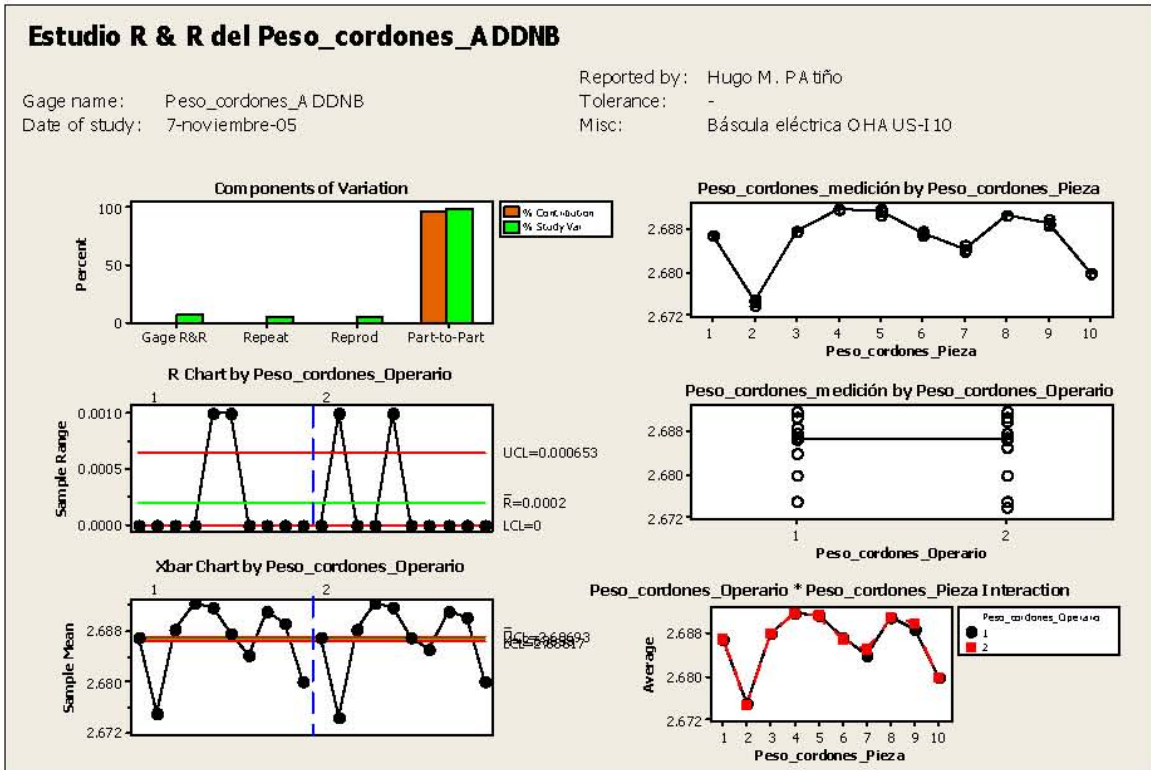 Estudio R & R del Peso_cordones_ADDNB
Gage name: Peso_cordones_ADDNB
Date of study: 7-noviembre-05
Reported by: Hugo M. PAtiño
Tolerance: -
Misc: Báscula eléctrica OHAUS-I10
Components of Variation
Percent
100
50
0
Gage R&R Repeat Reprod Part-to-Part
% Contribution
% Study Var
R Chart by Peso_cordones_Operario
1 2
Sample Range
0.0010
0.0005
0.0000
UCL=0.000653
R=0.0002
LCL=0
Xbar Chart by Peso_cordones_Operario
1 2
Sample Mean
2.688
2.680
2.672
UCL=2.68693
Peso_cordones_medición by Peso_cordones_Pieza
2.688
2.680
2.672
1 2 3 4 5 6 7 8 9 10
Peso_cordones_Pieza
Peso_cordones_medición by Peso_cordones_Operario
2.688
2.680
2.672
1 2
Peso_cordones_Operario
Peso_cordones_Operario * Peso_cordones_Pieza Interaction
Average
2.688
2.680
2.672
1 2 3 4 5 6 7 8 9 10
Peso_cordones_Pieza
Peso_cordones_Operario
1
2